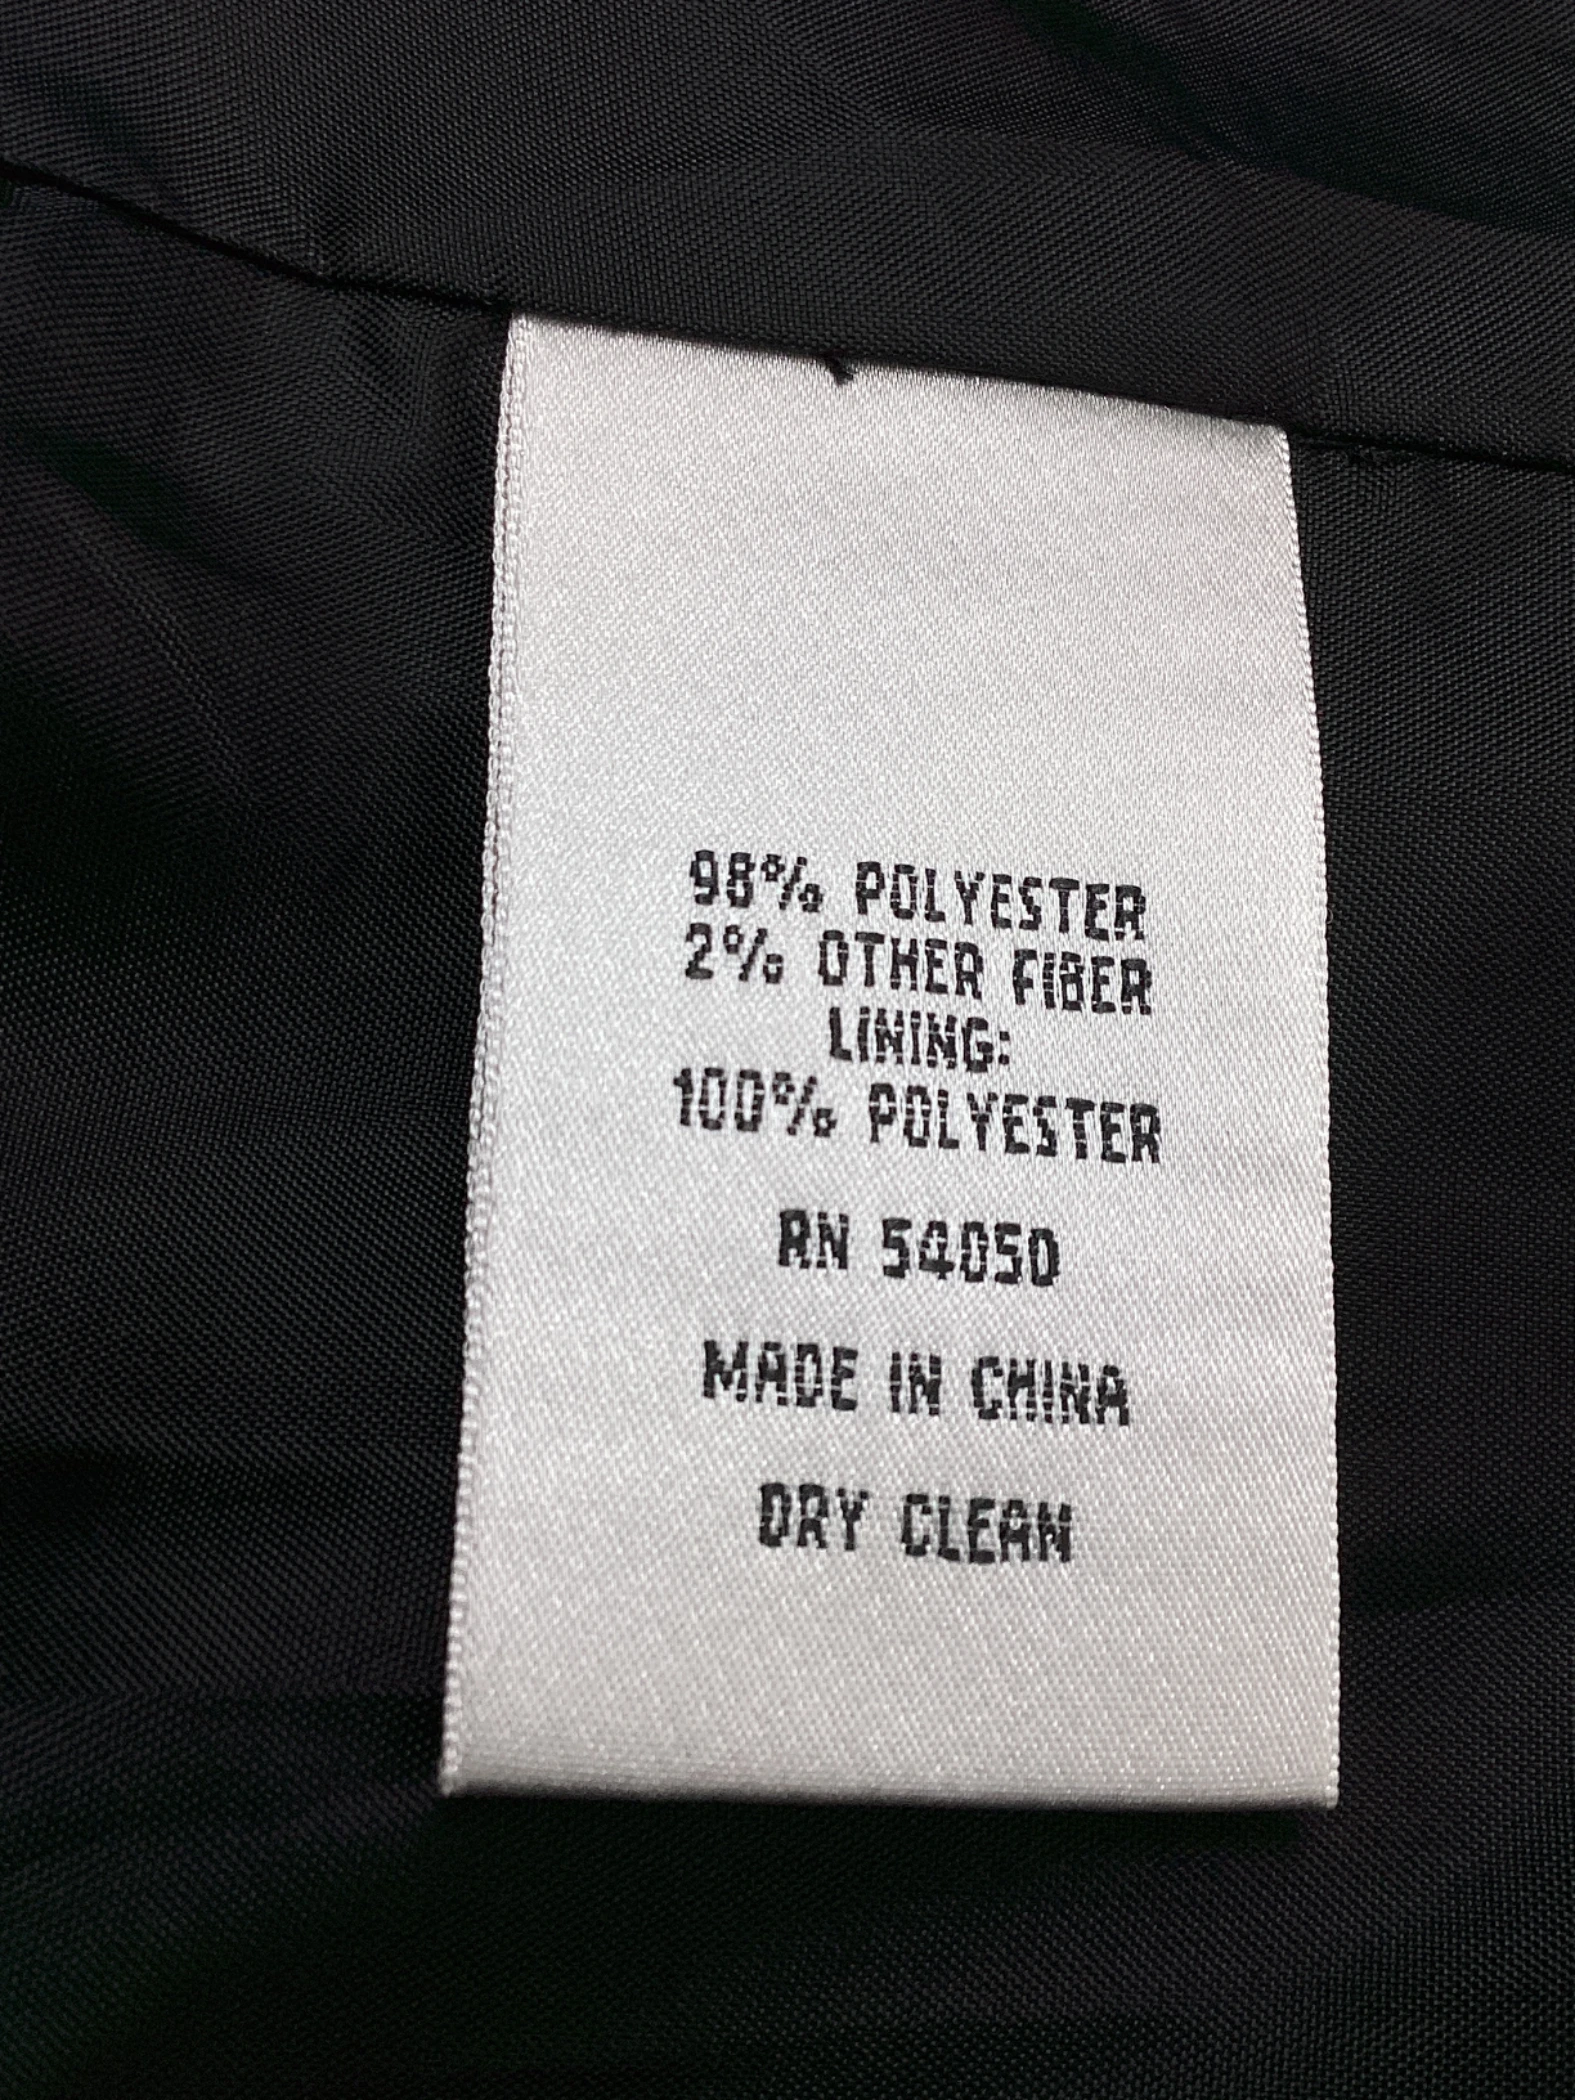 98% POLYESTER
2% OTHER FIBER
LINING:
100% POLYESTER
RN 54050
MADE IN CHINA
DRY CLEAN